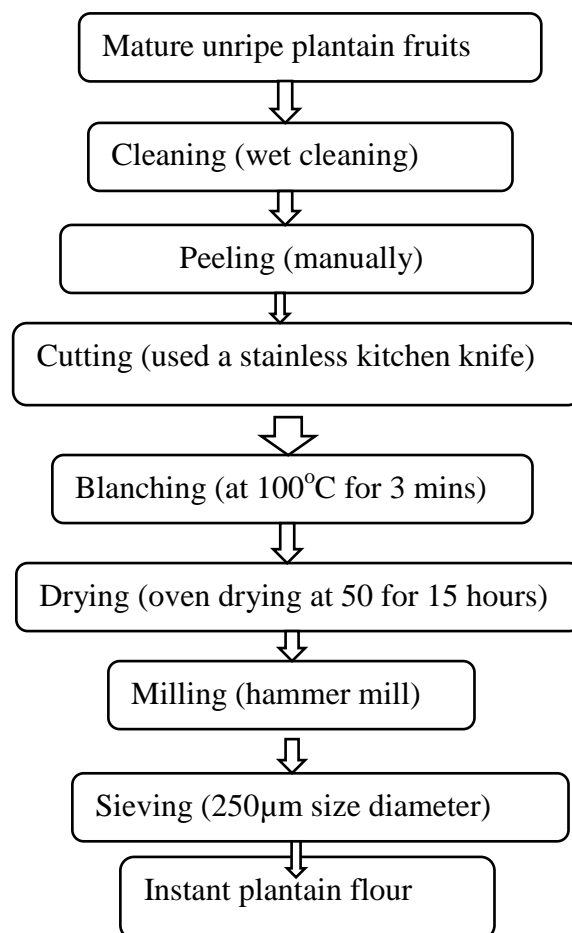 Mature unripe plantain fruits
Cleaning (wet cleaning)
Peeling (manually)
Cutting (used a stainless kitchen knife)
Blanching (at 100°C for 3 mins)
Drying (oven drying at 50 for 15 hours)
Milling (hammer mill)
Sieving (250µm size diameter)
Instant plantain flour